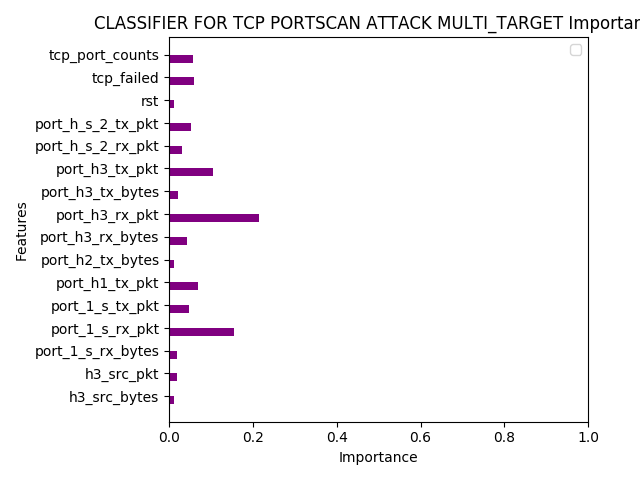 CLASSIFIER FOR TCP PORTSCAN ATTACK MULTI_TARGET Importan
tcp_port_counts
tcp_failed
rst
port_h_s_2_tx_pkt
port_h_s_2_rx_pkt
port_h3_tx_pkt
port_h3_tx_bytes
port_h3_rx_pkt
port_h3_rx_bytes
port_h2_tx_bytes
port_h1_tx_pkt
port_1_s_tx_pkt
port_1_s_rx_pkt
port_1_s_rx_bytes
h3_src_pkt
h3_src_bytes
Features
0.0 0.2 0.4 0.6 0.8 1.0
Importance